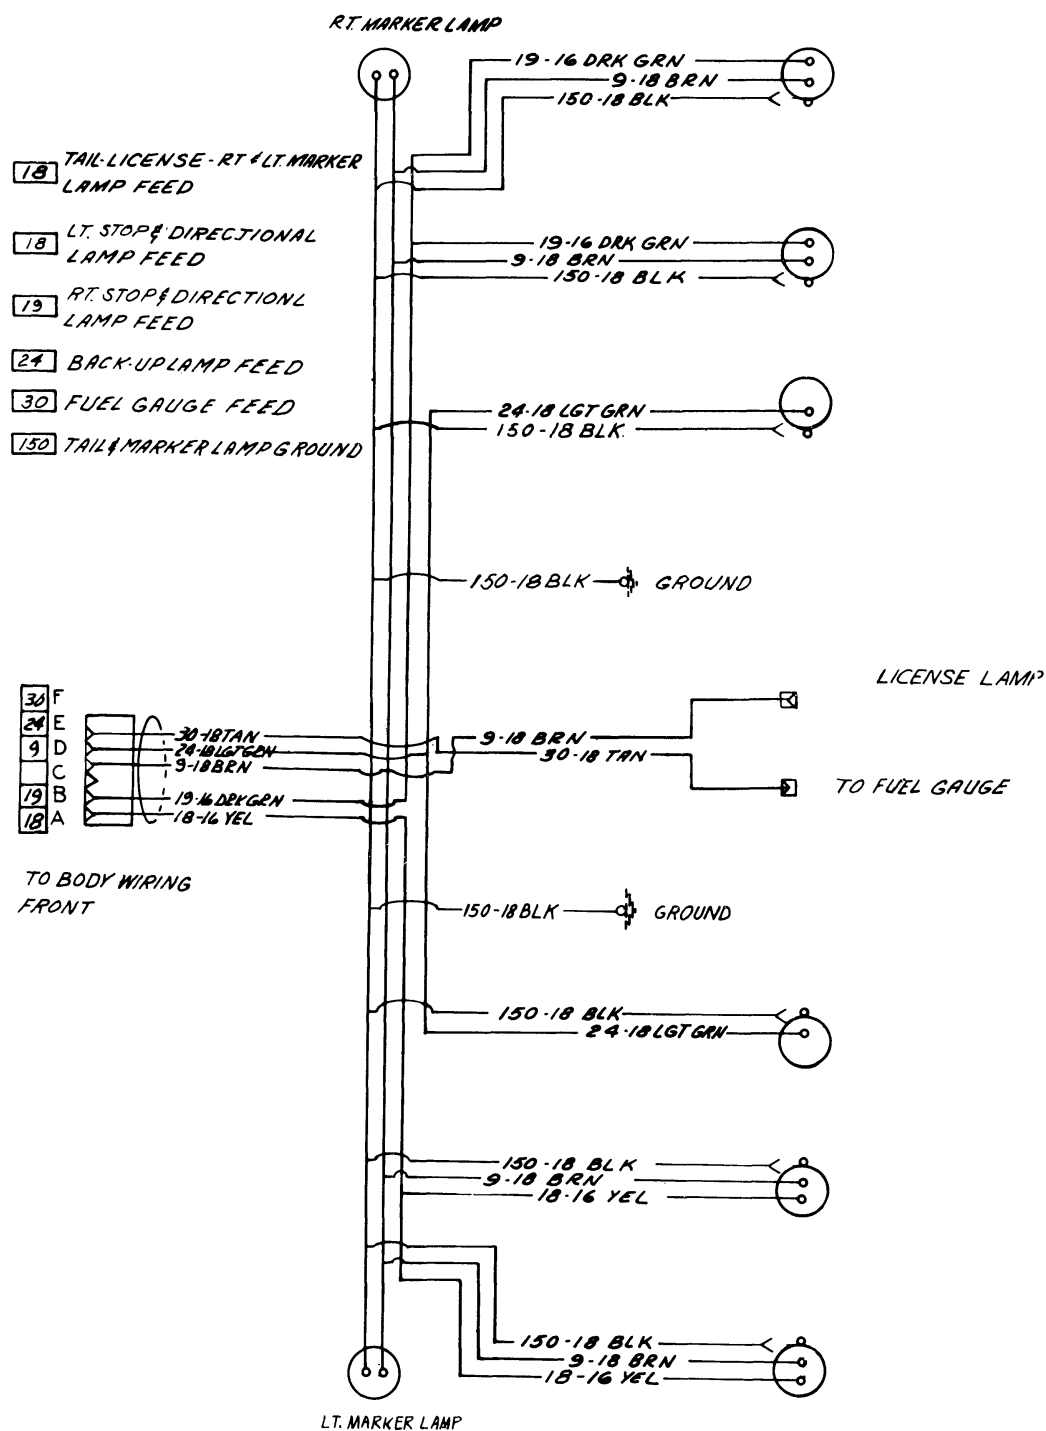 RT. MARKER LAMP
19-16 DRK GRN
9-18 BRN
150-18 BLK
18 TAIL-LICENSE-RT & LT. MARKER
LAMP FEED
18 LT. STOP & DIRECTIONAL
LAMP FEED
19 RT. STOP & DIRECTIONL
LAMP FEED
24 BACK-UP LAMP FEED
30 FUEL GAUGE FEED
150 TAIL & MARKER LAMP GROUND
19-16 DRK GRN
9-18 BRN
150-18 BLK
24-18 LGT GRN
150-18 BLK.
150-18 BLK
GROUND
LICENSE LAMP
30 F
24 E
9 D
C
19 B
18 A
30-18 TAN
24-18 LGT GRN
9-18 BRN
19-16 DRK GRN
18-16 YEL
9-18 BRN
30-18 TAN
TO FUEL GAUGE
TO BODY WIRING
FRONT
150-18 BLK
GROUND
150-18 BLK
24-18 LGT GRN
150-18 BLK
9-18 BRN
18-16 YEL
150-18 BLK
9-18 BRN
18-16 YEL
LT. MARKER LAMP